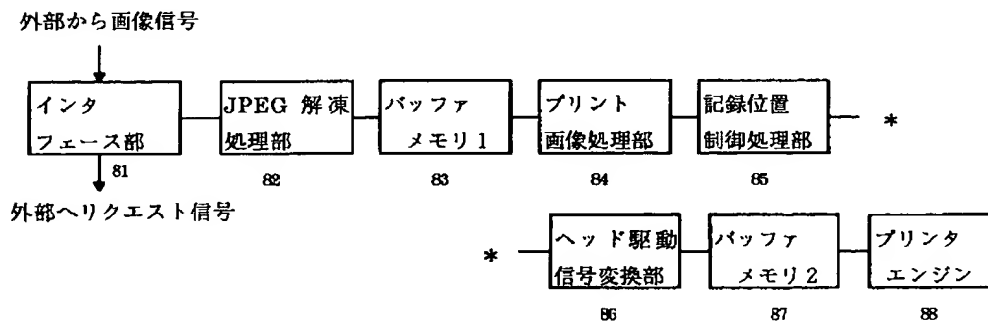 外部から画像信号
インタ
フェース部
81
外部へリクエスト信号
JPEG 解凍
処理部
82
バッファ
メモリ1
83
プリント
画像処理部
84
記録位置
制御処理部
85
*
*
ヘッド駆動
信号変換部
86
バッファ
メモリ2
87
プリンタ
エンジン
88